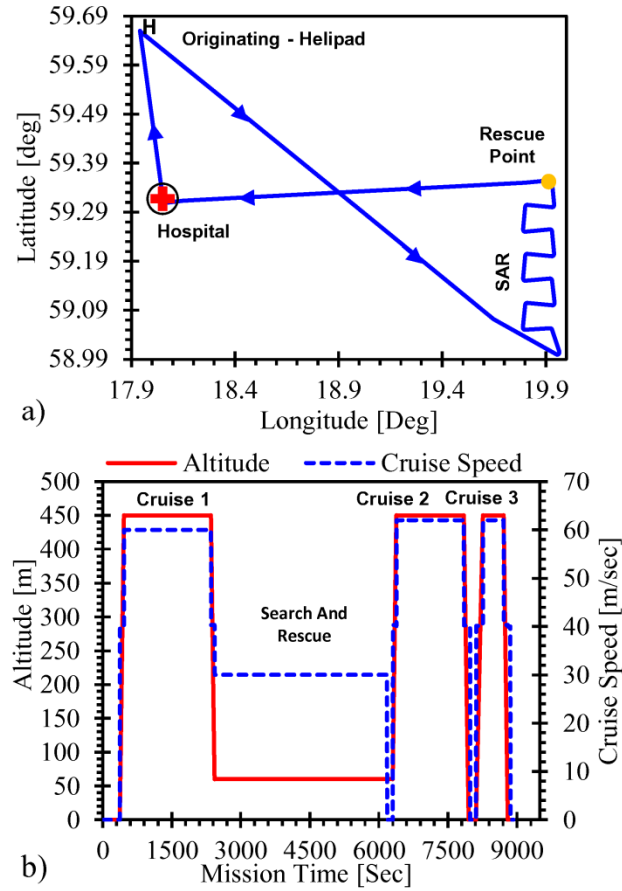 59.69
59.59
59.49
59.39
59.29
59.19
59.09
58.99
Latitude [deg]
H
Originating - Helipad
Rescue
Point
Hospital
SAR
17.9 18.4 18.9 19.4 19.9
Longitude [Deg]
a)
Altitude Cruise Speed
500
450
400
350
300
250
200
150
100
50
0
Altitude [m]
Cruise 1 Cruise 2 Cruise 3
Search And
Rescue
70
60
50
40
30
20
10
0
Cruise Speed [m/sec]
0 1500 3000 4500 6000 7500 9000
Mission Time [Sec]
b)